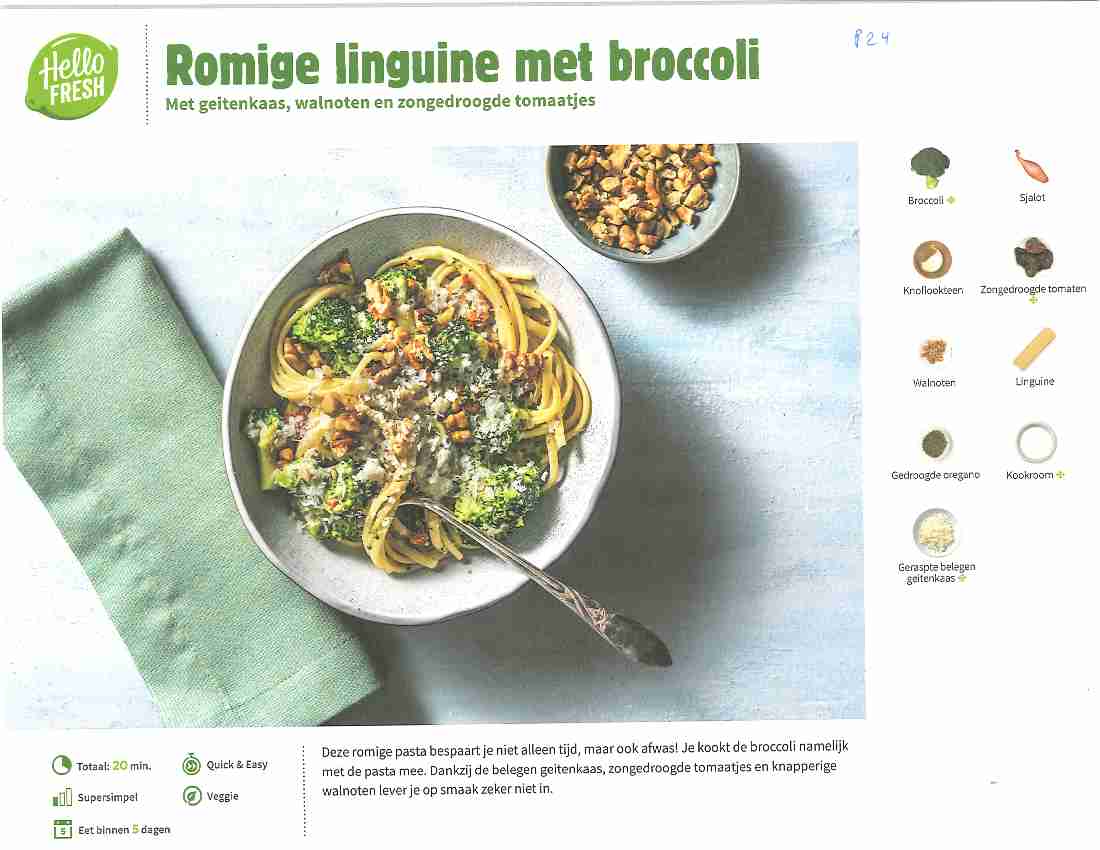 Hello
FRESH
Romige linguine met broccoli
Met geitenkaas, walnoten en zongedroogde tomaatjes
P24
Broccoli
Sjalot
Knoflookteen
Zongedroogde tomaten
Walnoten
Linguine
Gedroogde oregano
Kookroom
Geraspte belegen
geitenkaas
Totaal: 20 min.
Quick & Easy
Supersimpel
Veggie
5
Eet binnen 5 dagen
Deze romige pasta bespaart je niet alleen tijd, maar ook afwas! Je kookt de broccoli namelijk
met de pasta mee. Dankzij de belegen geitenkaas, zongedroogde tomaatjes en knapperige
walnoten lever je op smaak zeker niet in.